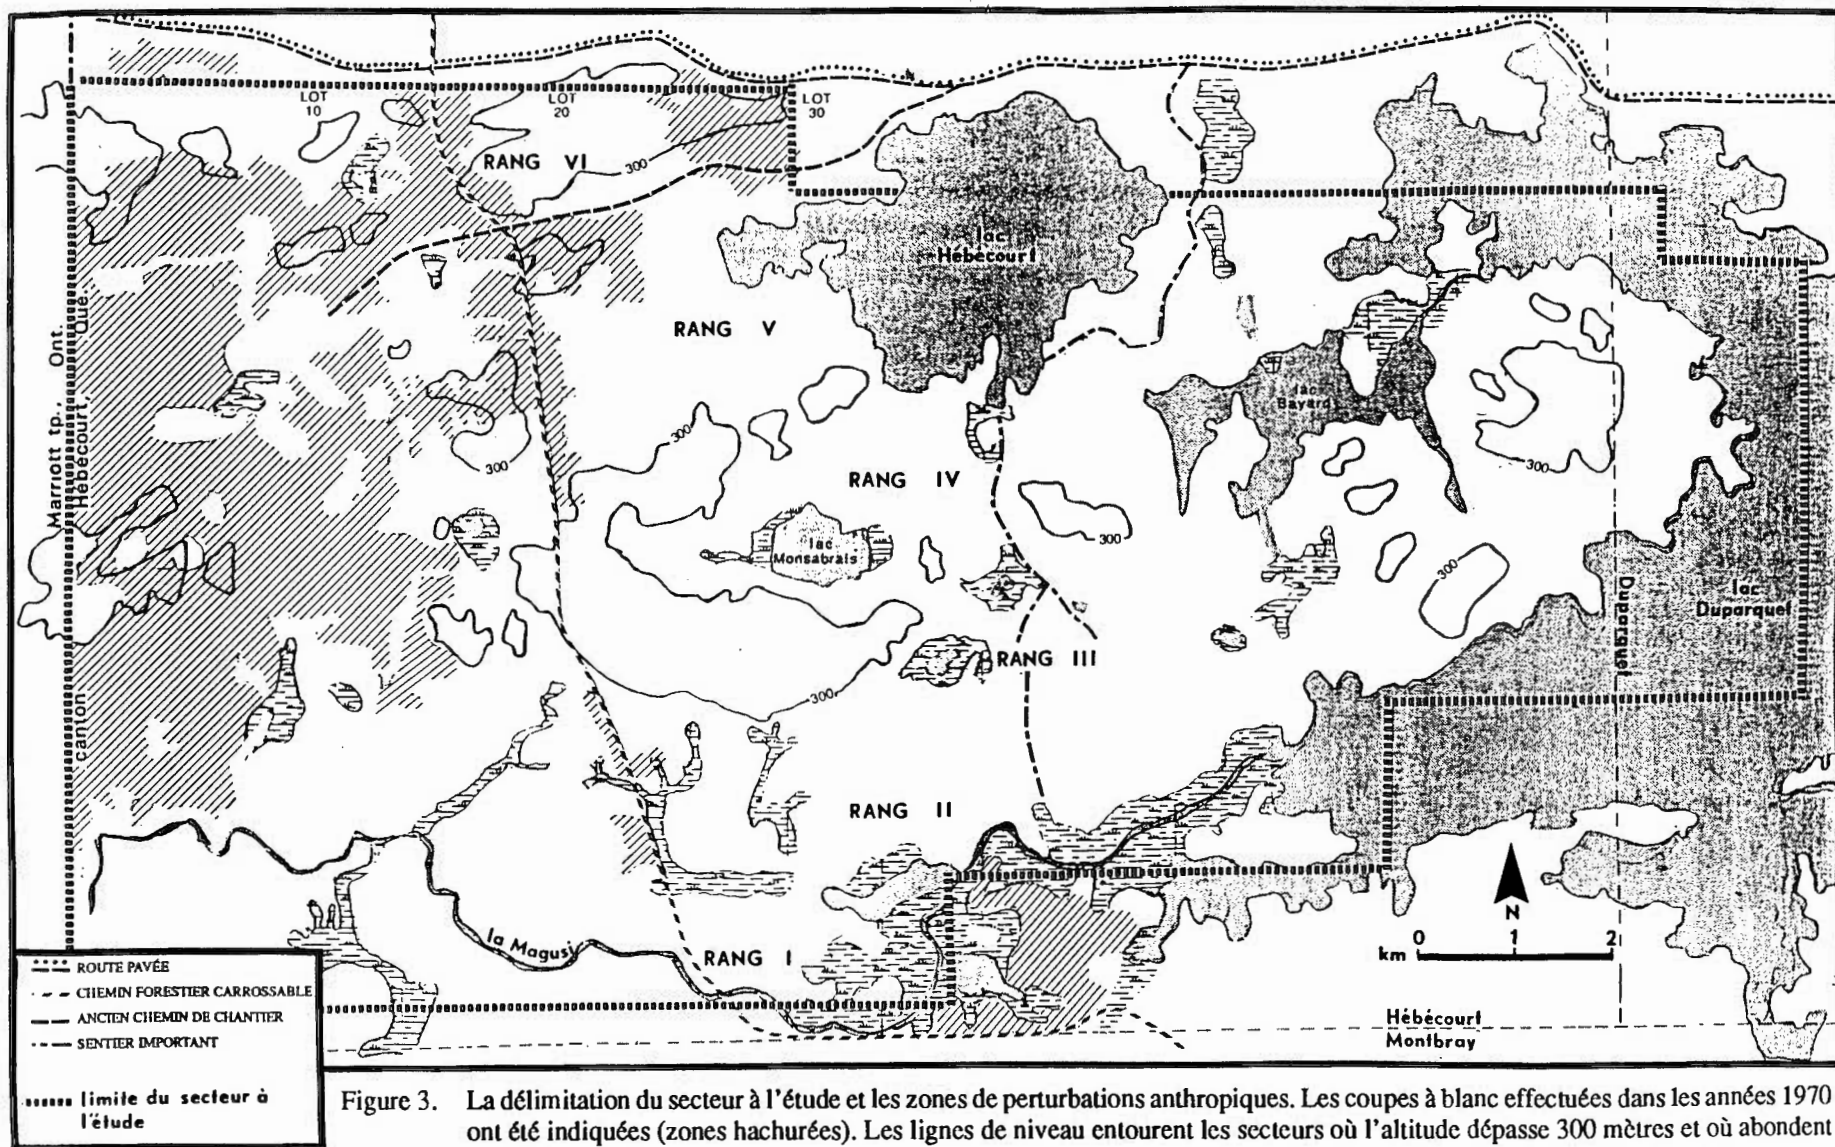 LOT
10
LOT
20
LOT
30
RANG VI
300
lac
Hébécourt
RANG V
Marriott tp., Ont.
Hébécourt, Qué.
canton
lac
Bayard
300
300
300
RANG IV
lac
Monsabrais
300
300
Duparquet
lac
Duparquet
RANG III
300
RANG II
la Magusi
RANG I
N
0 1 2
km
Hébécourt
Montbray
ROUTE PAVÉE
CHEMIN FORESTIER CARROSSABLE
ANCIEN CHEMIN DE CHANTIER
SENTIER IMPORTANT
limite du secteur à
l'étude
Figure 3. La délimitation du secteur à l'étude et les zones de perturbations anthropiques. Les coupes à blanc effectuées dans les années 1970
ont été indiquées (zones hachurées). Les lignes de niveau entourent les secteurs où l'altitude dépasse 300 mètres et où abondent